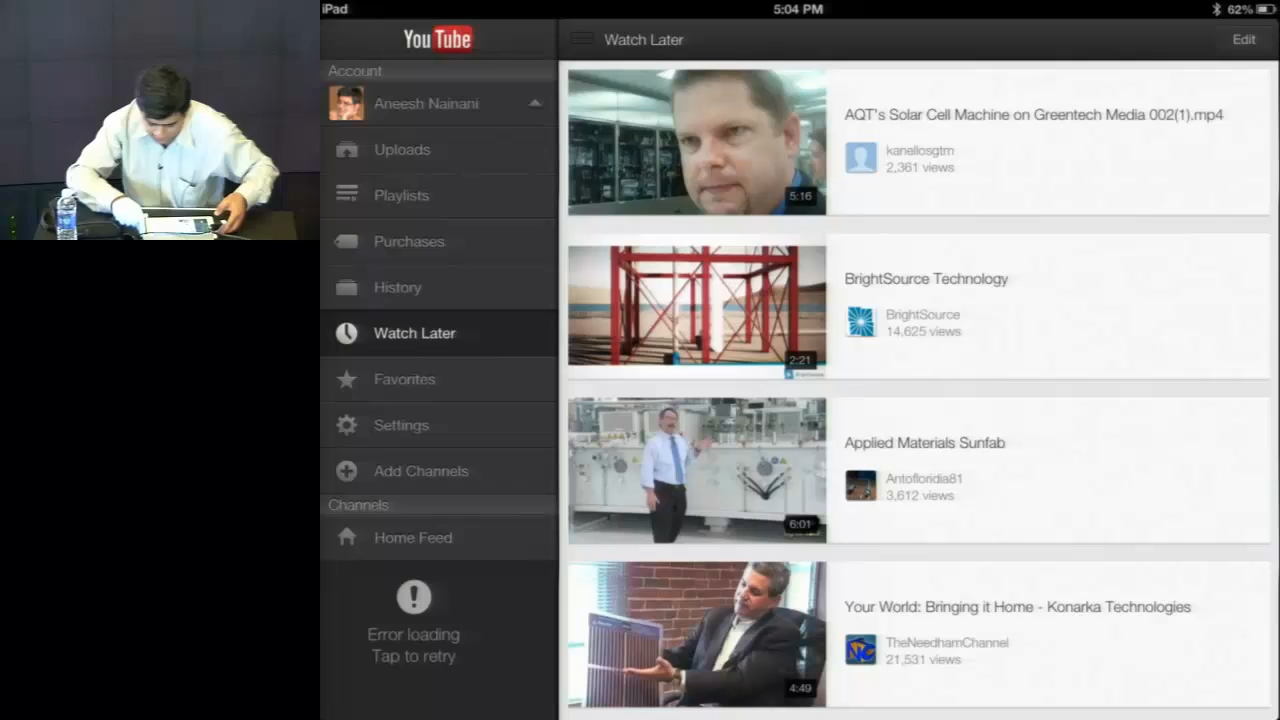 iPad
5:04 PM
62%
YouTube
Account
Aneesh Nainani
Uploads
Playlists
Purchases
History
Watch Later
Favorites
Settings
Add Channels
Channels
Home Feed
Error loading
Tap to retry
Watch Later
Edit
5:16
AQT's Solar Cell Machine on Greentech Media 002(1).mp4
kanellosgtm
2,361 views
2:21
BrightSource Technology
BrightSource
14,625 views
6:01
Applied Materials Sunfab
Antofloridia81
3,612 views
4:49
Your World: Bringing it Home - Konarka Technologies
TheNeedhamChannel
21,531 views